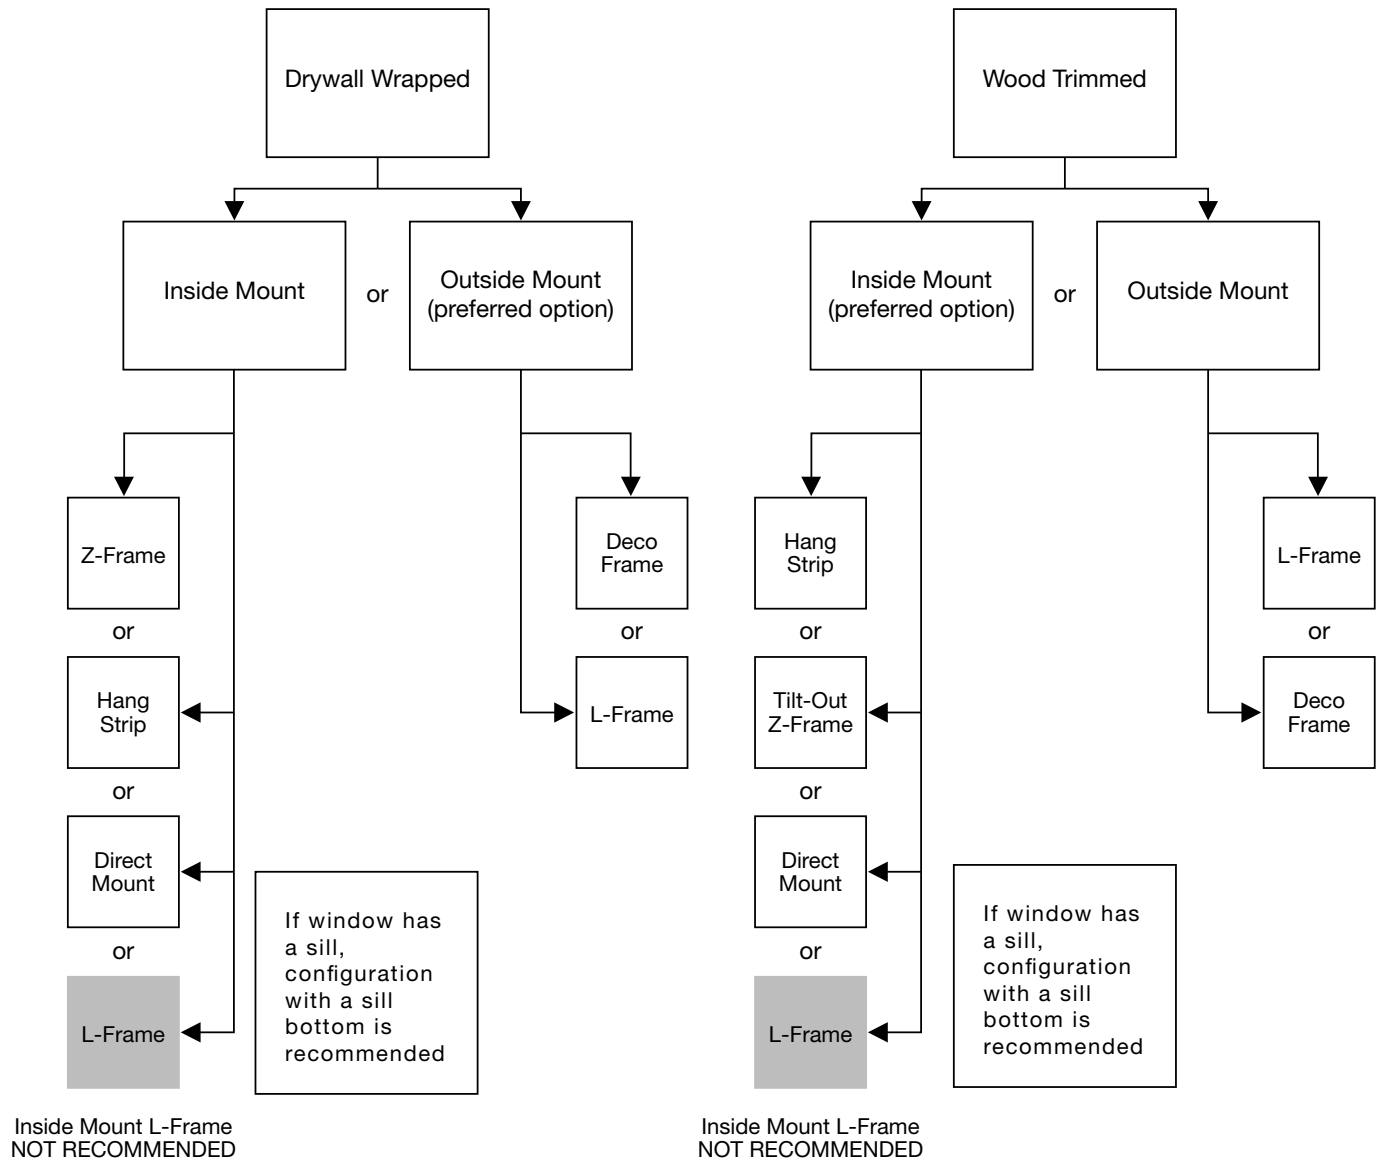 Drywall Wrapped
Inside Mount
or
Outside Mount
(preferred option)
Z-Frame
or
Hang
Strip
or
Direct
Mount
or
L-Frame
Inside Mount L-Frame
NOT RECOMMENDED
Deco
Frame
or
L-Frame
If window has
a sill,
configuration
with a sill
bottom is
recommended
Wood Trimmed
Inside Mount
(preferred option)
or
Outside Mount
Hang
Strip
or
Tilt-Out
Z-Frame
or
Direct
Mount
or
L-Frame
Inside Mount L-Frame
NOT RECOMMENDED
L-Frame
or
Deco
Frame
If window has
a sill,
configuration
with a sill
bottom is
recommended